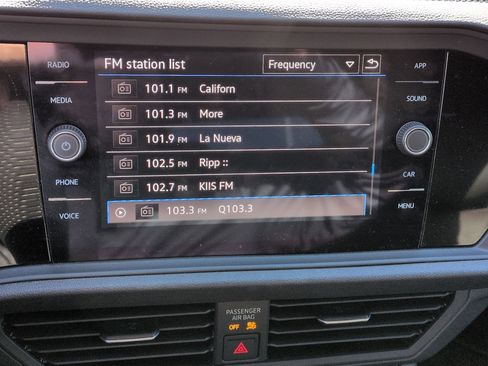 RADIO
MEDIA
PHONE
VOICE
FM station list
Frequency
101.1 FM Californ
101.3 FM More
101.9 FM La Nueva
102.5 FM Ripp ::
102.7 FM KIIS FM
103.3 FM Q103.3
APP
SOUND
CAR
MENU
PASSENGER
AIR BAG
OFF